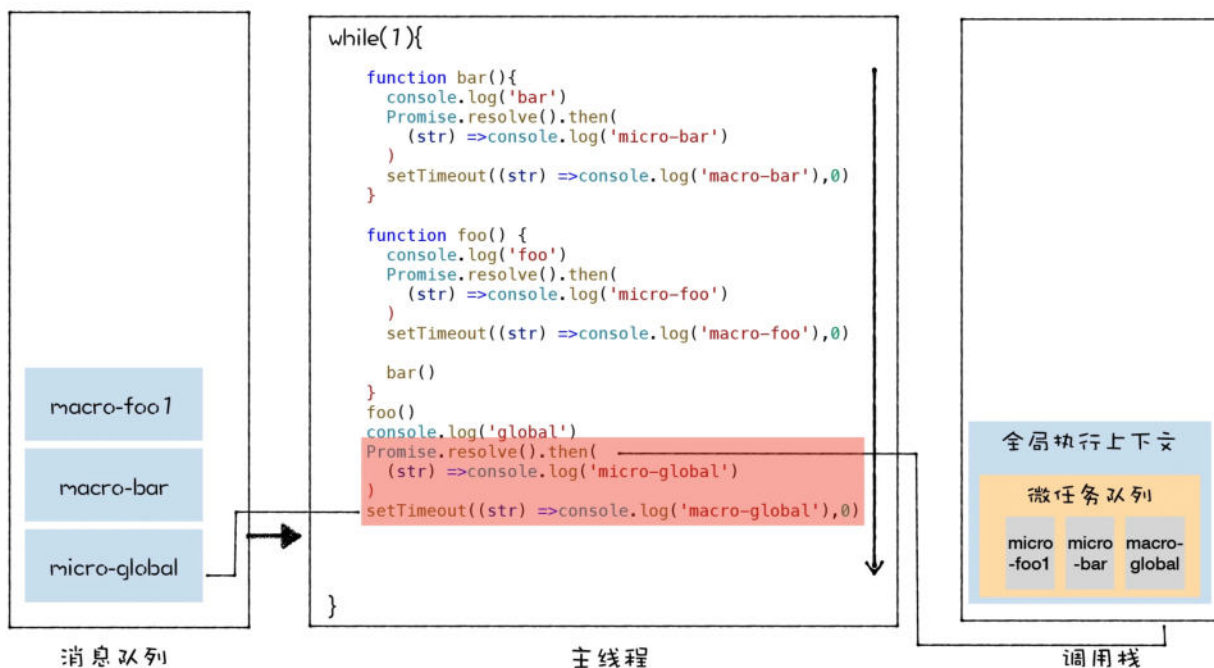 while(1){
function bar(){
console.log('bar')
Promise.resolve().then(
(str) =>console.log('micro-bar')
)
setTimeout((str) =>console.log('macro-bar'),0)
}
function foo() {
console.log('foo')
Promise.resolve().then(
(str) =>console.log('micro-foo')
)
setTimeout((str) =>console.log('macro-foo'),0)
bar()
}
foo()
console.log('global')
Promise.resolve().then(
(str) =>console.log('micro-global')
)
setTimeout((str) =>console.log('macro-global'),0)
}
macro-foo1
macro-bar
micro-global
全局执行上下文
微任务队列
micro
-foo1
micro
-bar
macro-
global
消息队列
主线程
调用栈